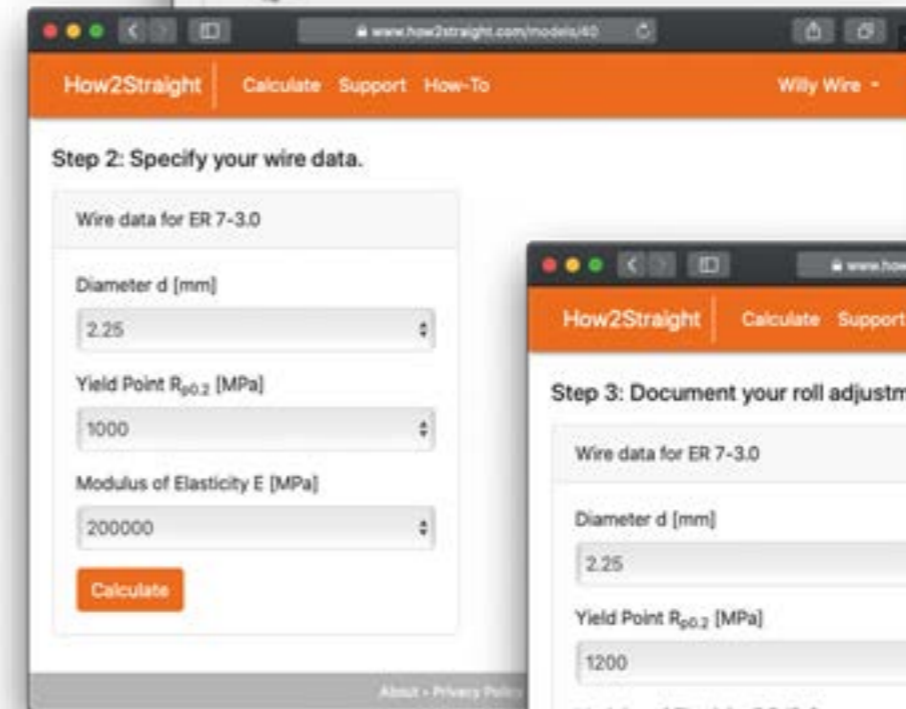 www.how2straight.com/models/40
How2Straight Calculate Support How-To Willy Wire
Step 2: Specify your wire data.
Wire data for ER 7-3.0
Diameter d [mm]
2.25
Yield Point Rp0.2 [MPa]
1000
Modulus of Elasticity E [MPa]
200000
Calculate
About • Privacy
How2Straight Calculate Support
Step 3: Document your roll
Wire data for ER 7-3.0
Diameter d [mm]
2.25
Yield Point Rp0.2 [MPa]
1200